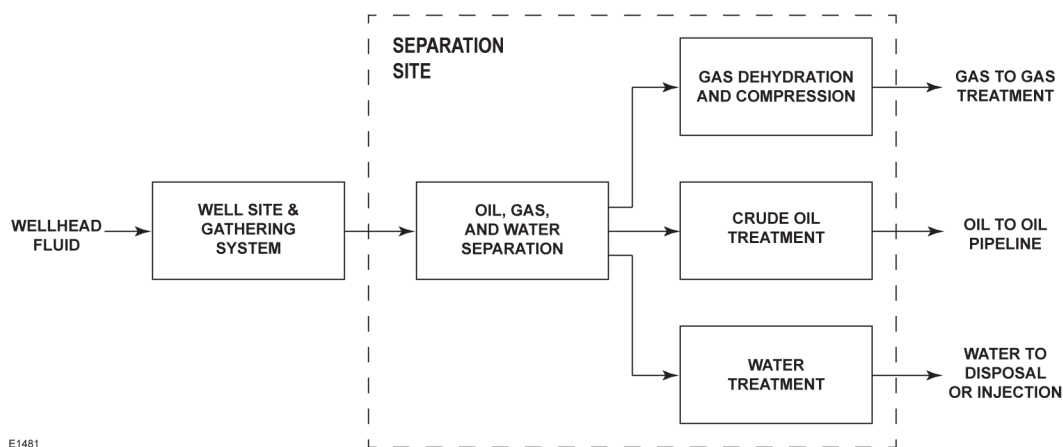 SEPARATION
SITE
GAS DEHYDRATION
AND COMPRESSION
GAS TO GAS
TREATMENT
WELLHEAD
FLUID
WELL SITE &
GATHERING
SYSTEM
OIL, GAS,
AND WATER
SEPARATION
CRUDE OIL
TREATMENT
OIL TO OIL
PIPELINE
WATER
TREATMENT
WATER TO
DISPOSAL
OR INJECTION
E1481